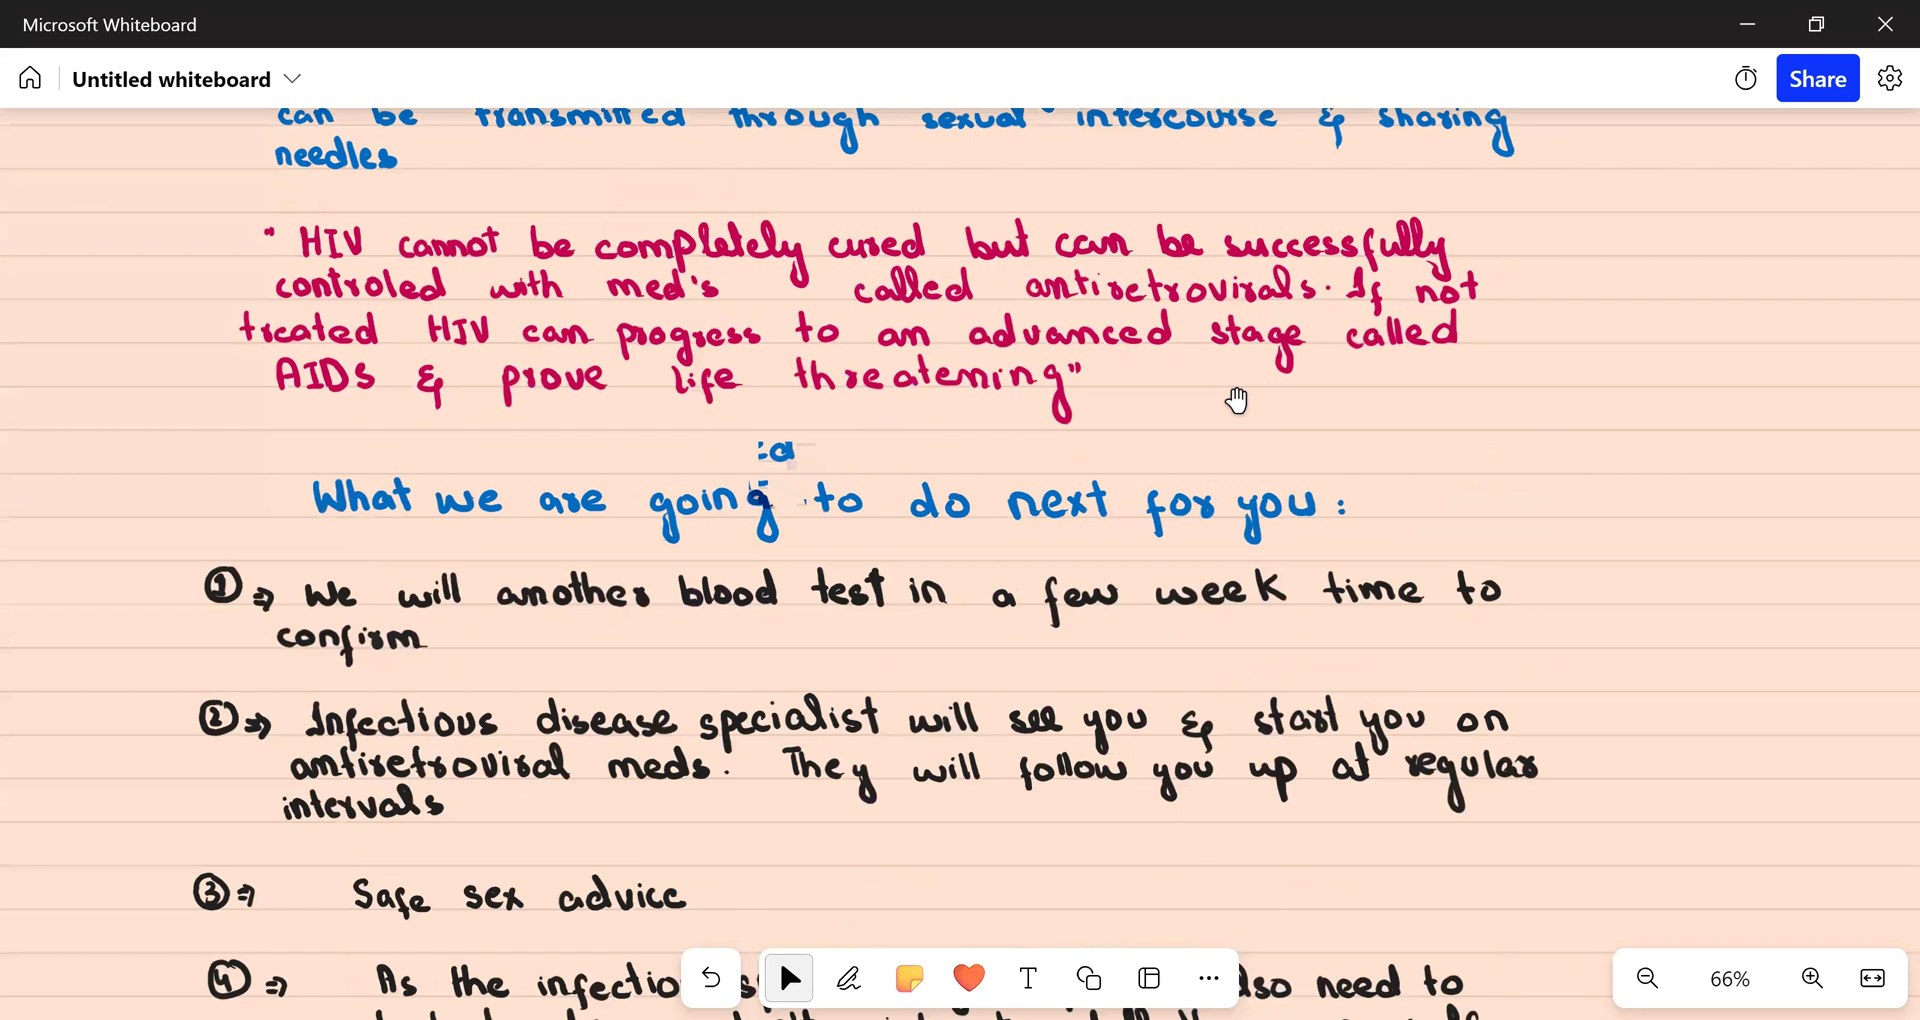 Microsoft Whiteboard
Untitled whiteboard
Share
can be transmitted through sexual intercourse & sharing
needles
" HIV cannot be completely cured but can be successfully
controled with med's called antiretrovirals. If not
treated HIV can progress to an advanced stage called
AIDS & prove life threatening"
What we are going to do next for you:
① ⇒ We will another blood test in a few week time to
confirm
② ⇒ Infectious disease specialist will see you & start you on
antiretroviral meds. They will follow you up at regular
intervals
③ ⇒ Safe sex advice
④ ⇒ As the need to
66%